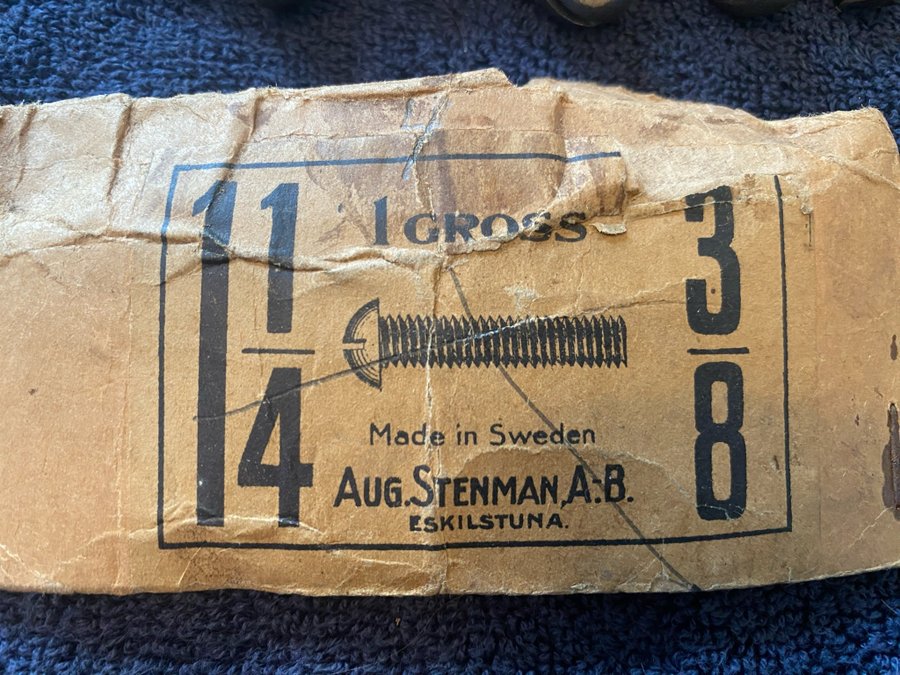 1 1/4
1 GROSS
3/8
Made in Sweden
AUG. STENMAN, A.-B.
ESKILSTUNA.